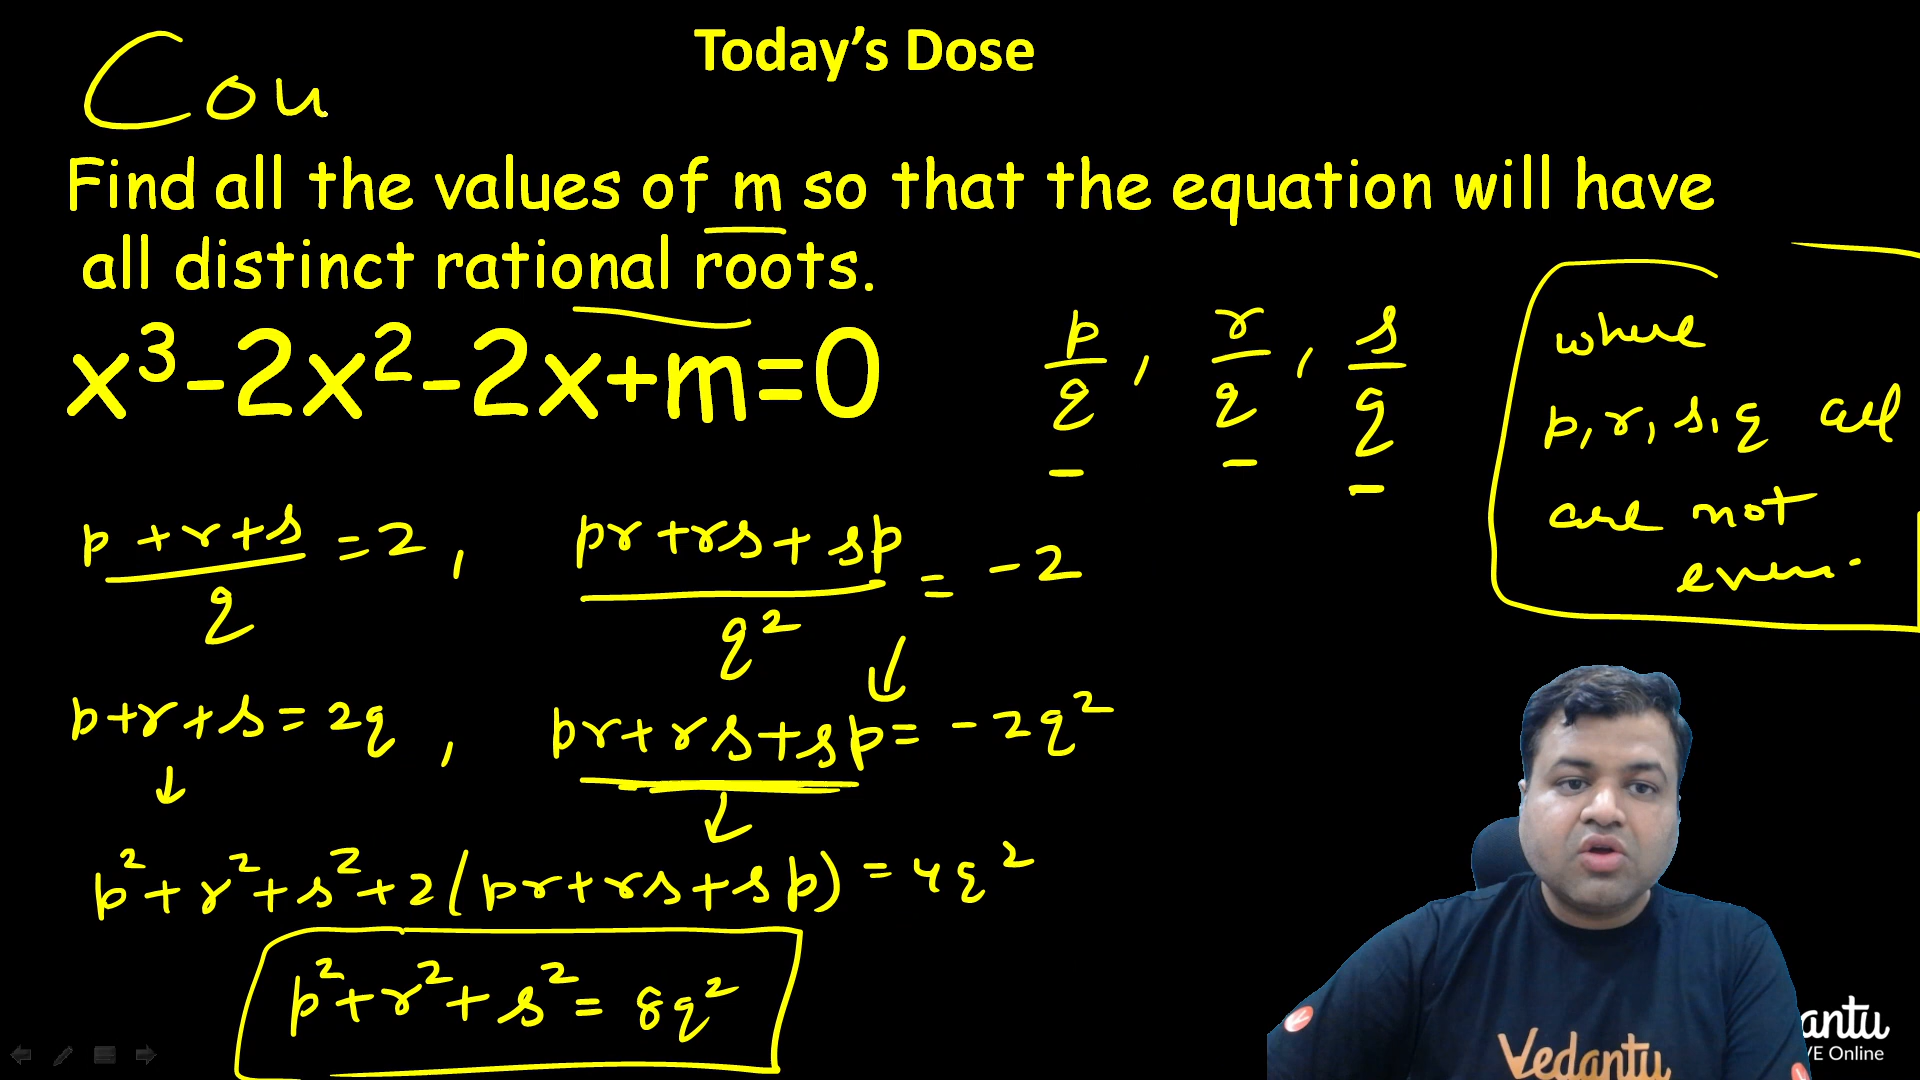 Today's Dose
Cou
Find all the values of m so that the equation will have
all distinct rational roots.
x³-2x²-2x+m=0
p/q , r/q , s/q
where
p, r, s, q all
are not
even.
(p+r+s)/q = 2 , (pr+rs+sp)/q² = -2
p+r+s = 2q , pr+rs+sp = -2q²
p²+r²+s²+2(pr+rs+sp) = 4q²
p²+r²+s² = 8q²
Vedantu
antu
VE Online